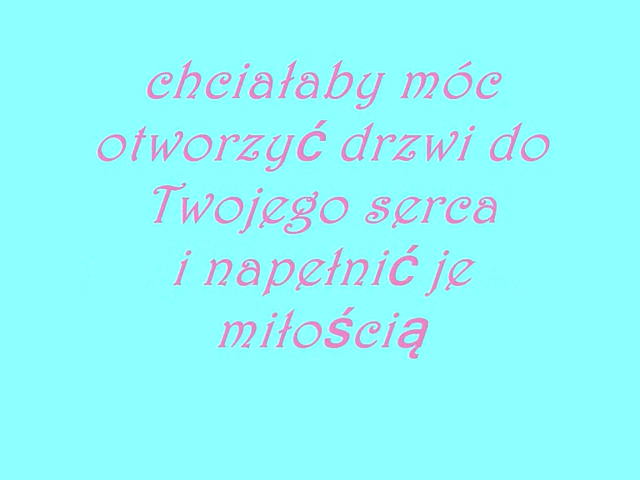 chciałaby móc
otworzyć drzwi do
Twojego serca
i napełnić je
miłością